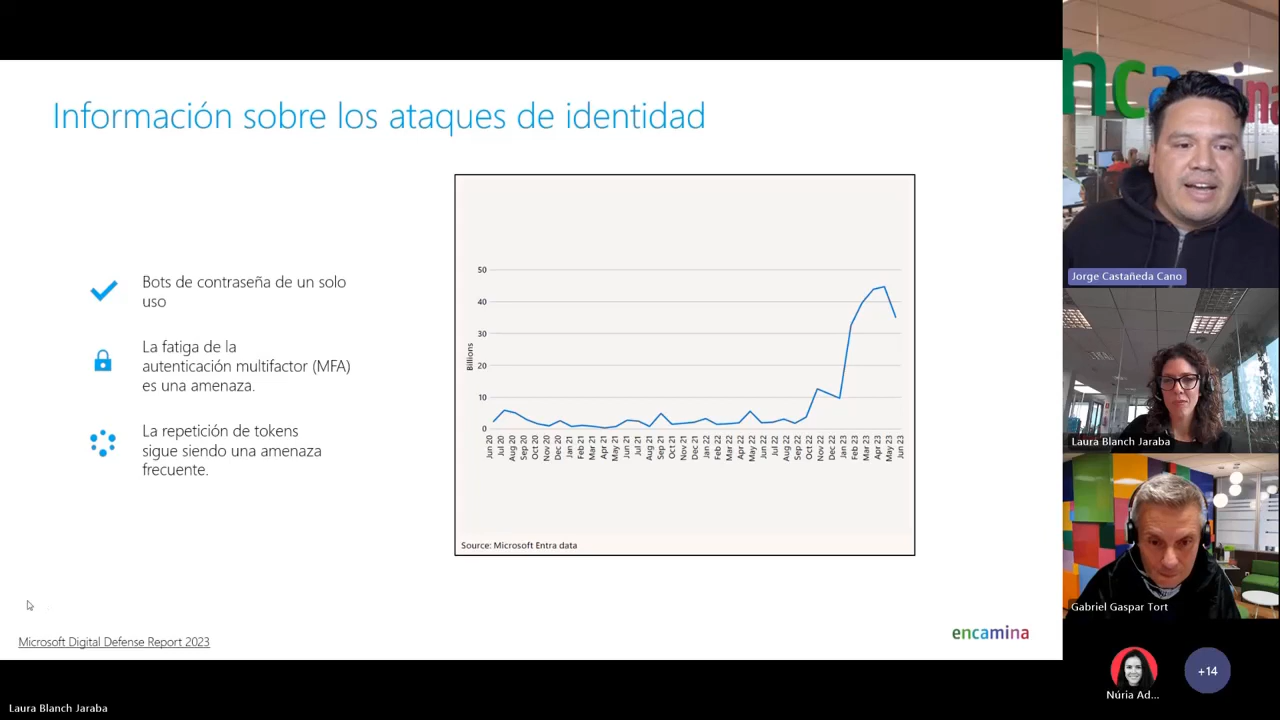 Información sobre los ataques de identidad
Bots de contraseña de un solo
uso
La fatiga de la
autenticación multifactor (MFA)
es una amenaza.
La repetición de tokens
sigue siendo una amenaza
frecuente.
50
40
30
20
10
0
Billions
Jun 20
Jul 20
Aug 20
Sep 20
Oct 20
Nov 20
Dec 20
Jan 21
Feb 21
Mar 21
Apr 21
May 21
Jun 21
Jul 21
Aug 21
Sep 21
Oct 21
Nov 21
Dec 21
Jan 22
Feb 22
Mar 22
Apr 22
May 22
Jun 22
Jul 22
Aug 22
Sep 22
Oct 22
Nov 22
Dec 22
Jan 23
Feb 23
Mar 23
Apr 23
May 23
Jun 23
Source: Microsoft Entra data
Microsoft Digital Defense Report 2023
encamina
Laura Blanch Jaraba
encamina
Jorge Castañeda Cano
Laura Blanch Jaraba
Gabriel Gaspar Tort
Núria Ad...
+14